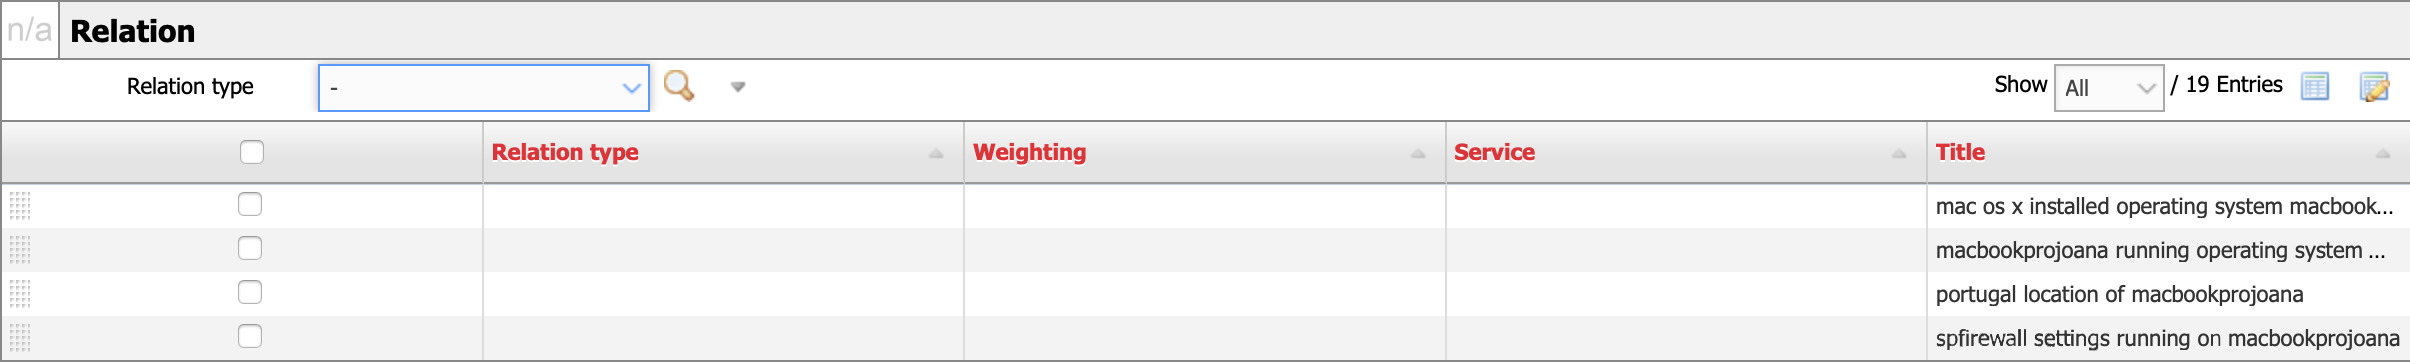 n/a Relation
Relation type - Show All / 19 Entries
Relation type Weighting Service Title
mac os x installed operating system macbook...
macbookprojoana running operating system ...
portugal location of macbookprojoana
spfirewall settings running on macbookprojoana